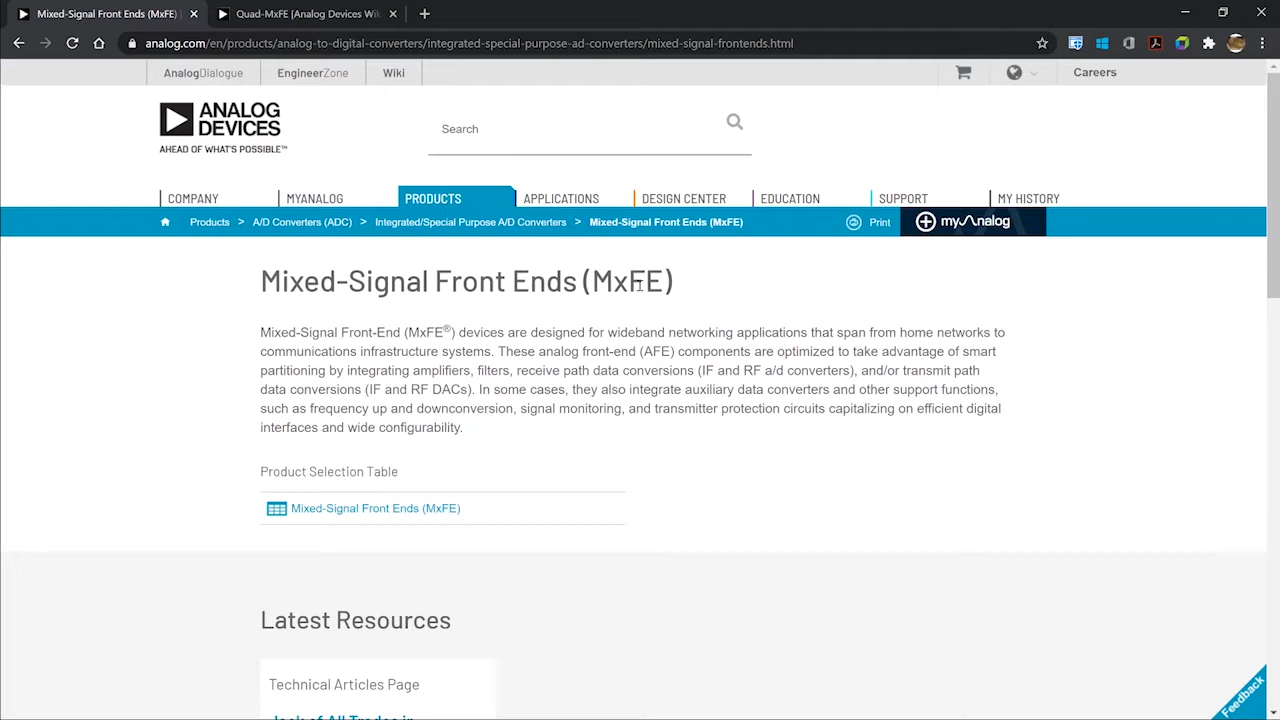 Mixed-Signal Front Ends (MxFE)
Quad-MxFE (Analog Devices Wi
analog.com/en/products/analog-to-digital-converters/integrated-special-purpose-ad-converters/mixed-signal-frontends.html
AnalogDialogue
EngineerZone
Wiki
Careers
ANALOG
DEVICES
AHEAD OF WHAT'S POSSIBLE™
Search
COMPANY
MYANALOG
PRODUCTS
APPLICATIONS
DESIGN CENTER
EDUCATION
SUPPORT
MY HISTORY
Products > A/D Converters (ADC) > Integrated/Special Purpose A/D Converters > Mixed-Signal Front Ends (MxFE)
Print
myAnalog
Mixed-Signal Front Ends (MxFE)
Mixed-Signal Front-End (MxFE®) devices are designed for wideband networking applications that span from home networks to
communications infrastructure systems. These analog front-end (AFE) components are optimized to take advantage of smart
partitioning by integrating amplifiers, filters, receive path data conversions (IF and RF a/d converters), and/or transmit path
data conversions (IF and RF DACs). In some cases, they also integrate auxiliary data converters and other support functions,
such as frequency up and downconversion, signal monitoring, and transmitter protection circuits capitalizing on efficient digital
interfaces and wide configurability.
Product Selection Table
Mixed-Signal Front Ends (MxFE)
Latest Resources
Technical Articles Page
Jack of All Trades in
Feedback